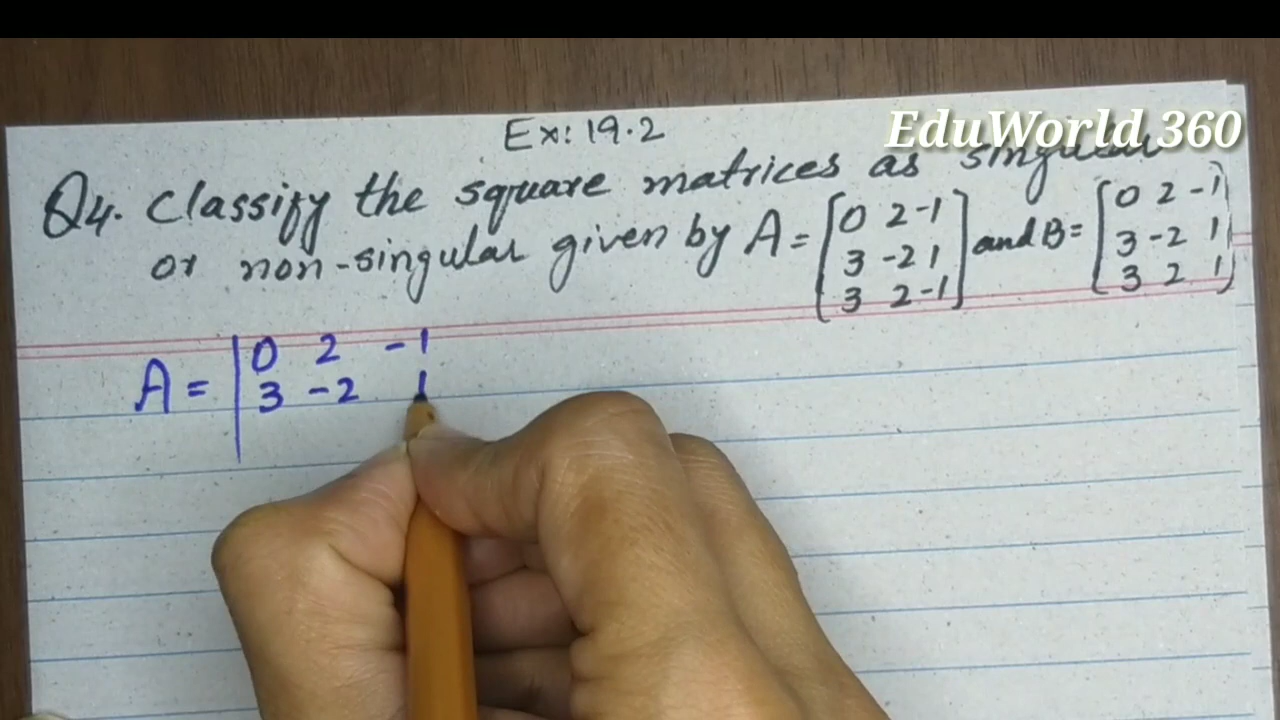 Ex: 19.2
EduWorld 360
Q4. Classify the square matrices as singular
or non-singular given by A = [0 2 -1 and B = [0 2 -1
3 -2 1 3 -2 1
3 2 -1] 3 2 1]
A = | 0 2 -1
3 -2 1